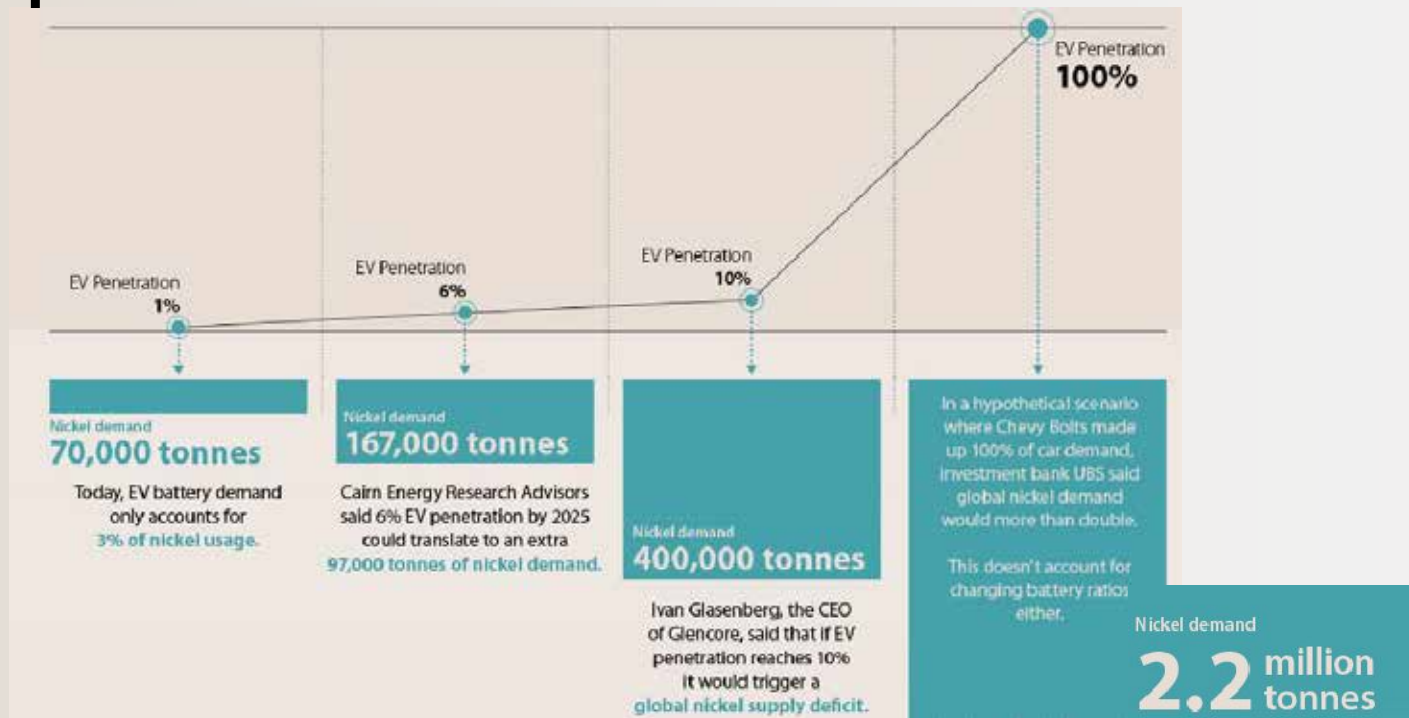 EV Penetration
1%
EV Penetration
6%
EV Penetration
10%
EV Penetration
100%
Nickel demand
70,000 tonnes
Today, EV battery demand
only accounts for
3% of nickel usage.
Nickel demand
167,000 tonnes
Cairn Energy Research Advisors
said 6% EV penetration by 2025
could translate to an extra
97,000 tonnes of nickel demand.
Nickel demand
400,000 tonnes
Ivan Glasenberg, the CEO
of Glencore, said that if EV
penetration reaches 10%
it would trigger a
global nickel supply deficit.
In a hypothetical scenario
where Chevy Bolts made
up 100% of car demand,
investment bank UBS said
global nickel demand
would more than double.
This doesn't account for
changing battery ratios
either.
Nickel demand
2.2 million
tonnes